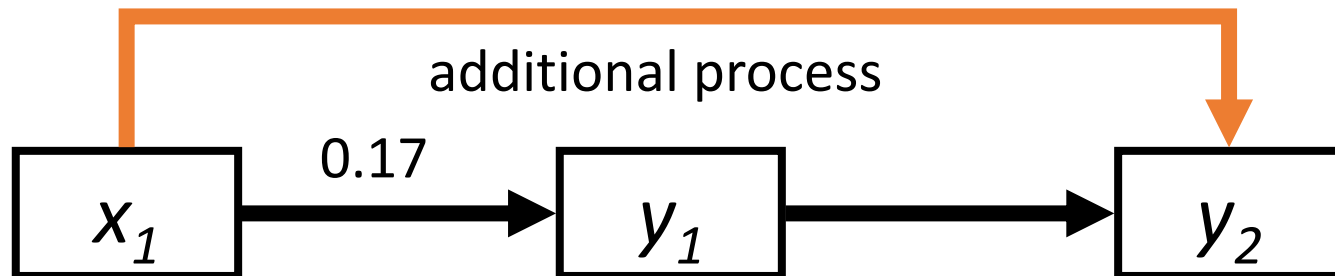 additional process
0.17
x₁
y₁
y₂